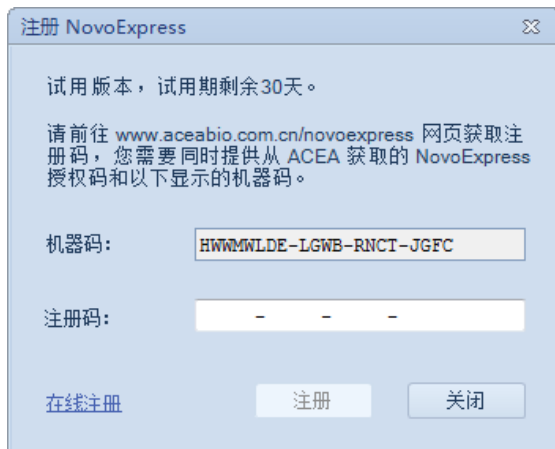 注册 NovoExpress
试用版本，试用期剩余30天。
请前往 www.aceabio.com.cn/novoexpress 网页获取注
册码，您需要同时提供从 ACEA 获取的 NovoExpress
授权码和以下显示的机器码。
机器码: HWWMWLDE-LGWB-RNCT-JGFC
注册码: - - -
在线注册 注册 关闭